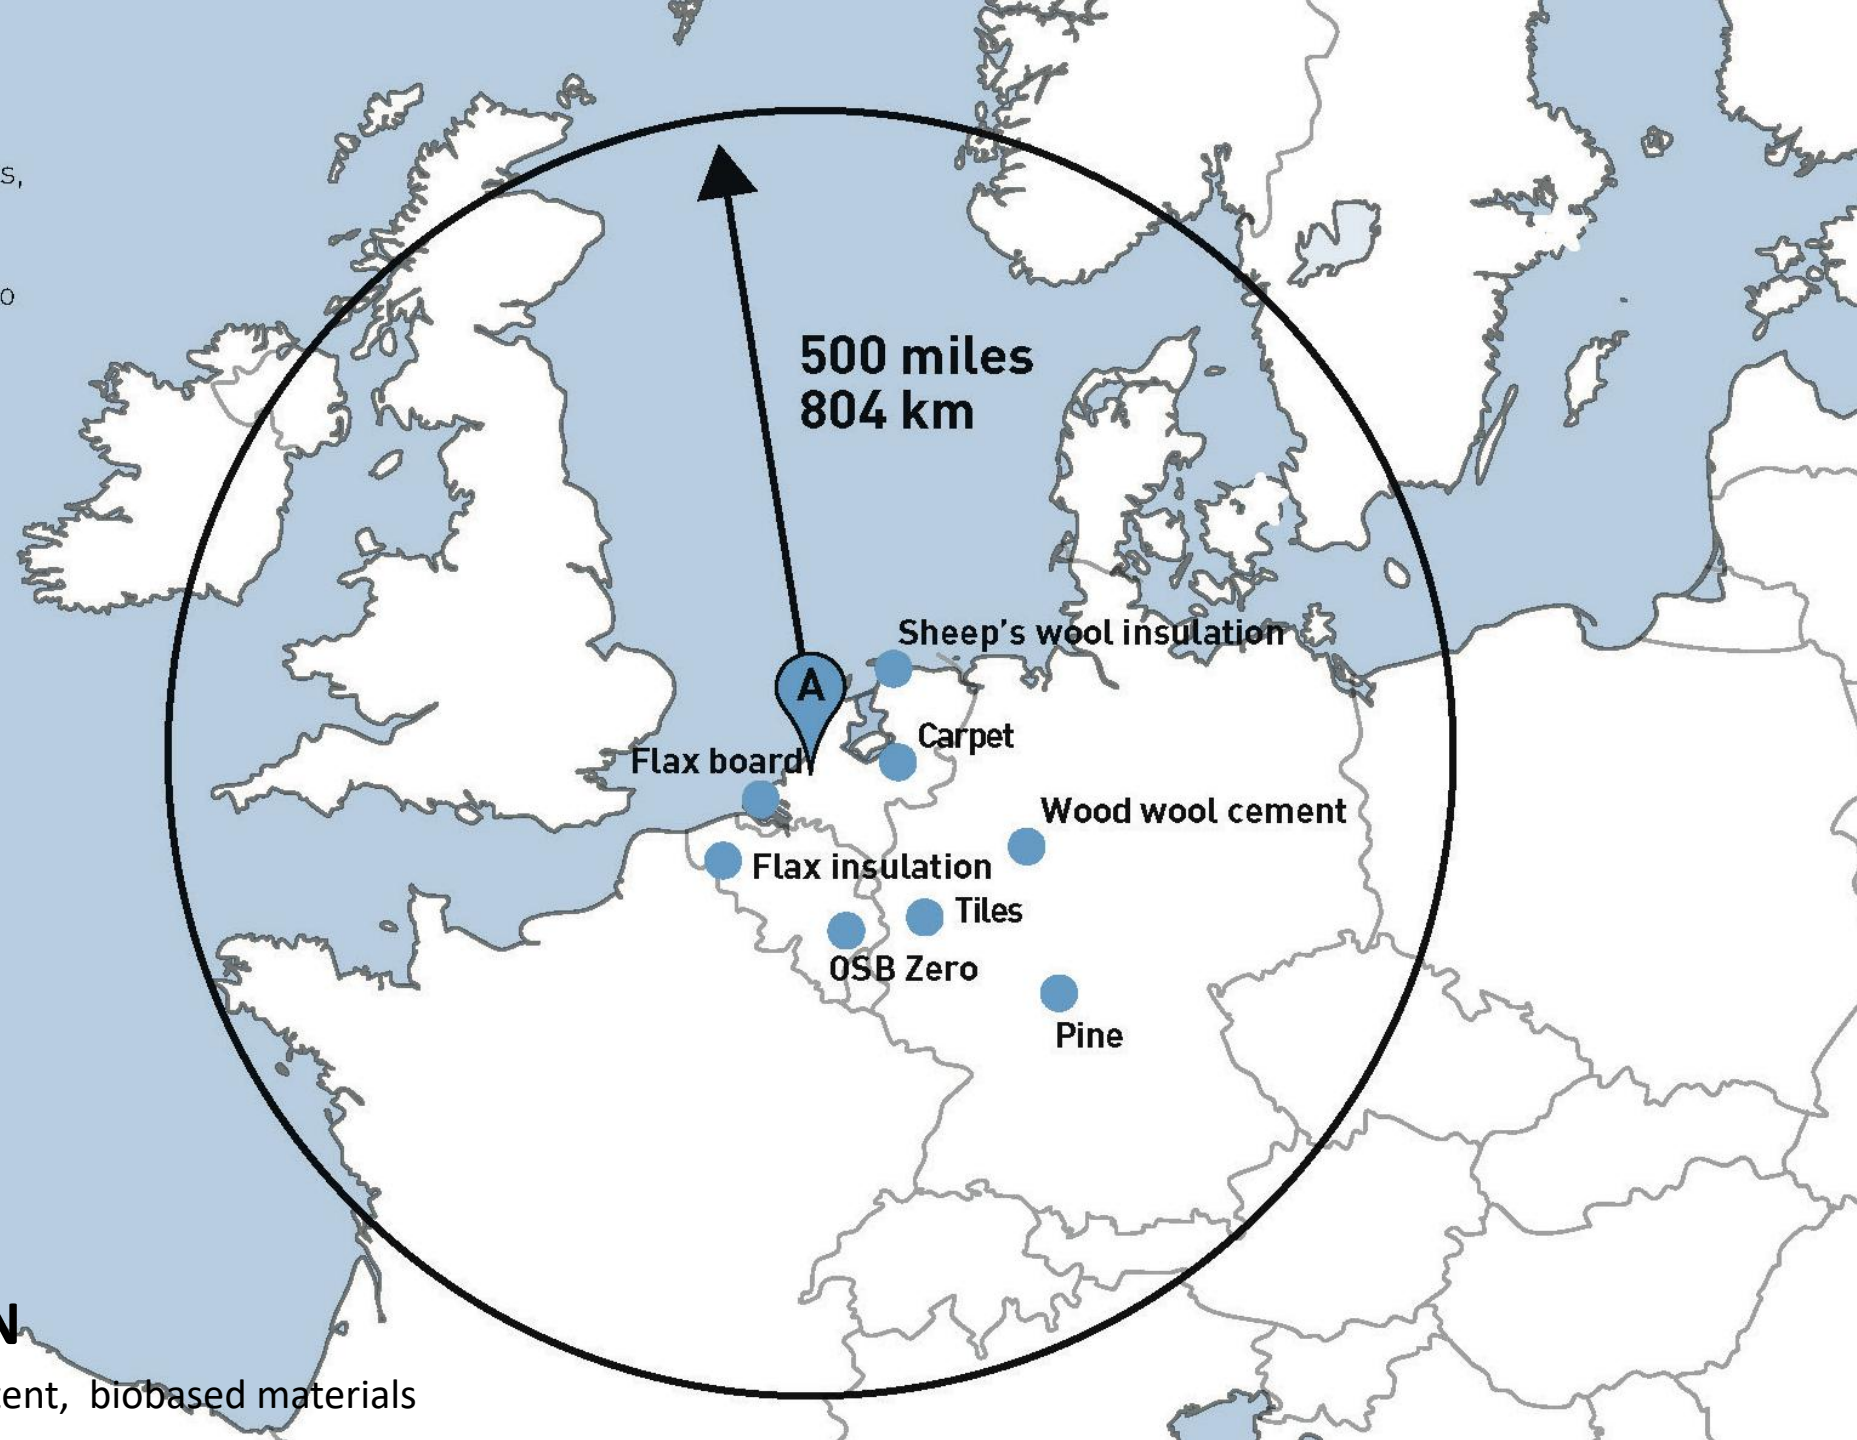 s,
o
500 miles
804 km
Sheep's wool insulation
A
Carpet
Flax board
Wood wool cement
Flax insulation
Tiles
OSB Zero
Pine
N
ent, biobased materials